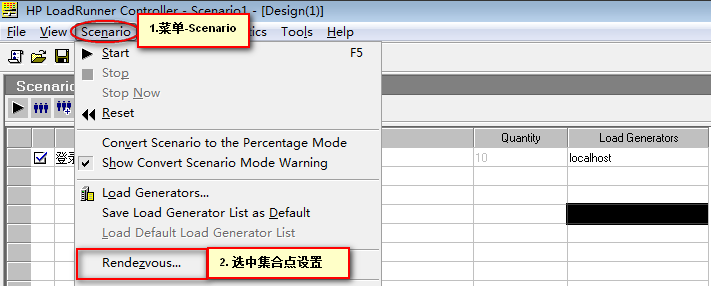 HP LoadRunner Controller - Scenario1 - [Design(1)]
File View Scenario tics Tools Help
1.菜单-Scenario
Start F5
Stop
Stop Now
Reset
Scenario
Convert Scenario to the Percentage Mode
Quantity Load Generators
登录 Show Convert Scenario Mode Warning 10 localhost
Load Generators...
Save Load Generator List as Default
Load Default Load Generator List
Rendezvous... 2. 选中集合点设置